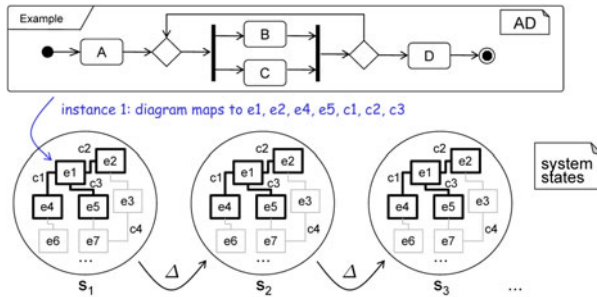 Example
AD
A
B
C
D
instance 1: diagram maps to e1, e2, e4, e5, c1, c2, c3
c2 e2 c2 e2 c2 e2
c1 e1 c1 e1 c1 e1
c3 e3 c3 e3 c3 e3
e4 e5 e4 e5 e4 e5
e6 e7 c4 e6 e7 c4 e6 e7 c4
... ... ...
system
states
Δ Δ
s1 s2 s3 ...